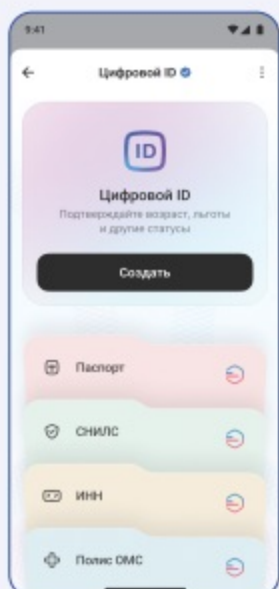 9:41
Цифровой ID
ID
Цифровой ID
Подтверждайте возраст, льготы
и другие статусы
Создать
Паспорт
СНИЛС
ИНН
Полис ОМС